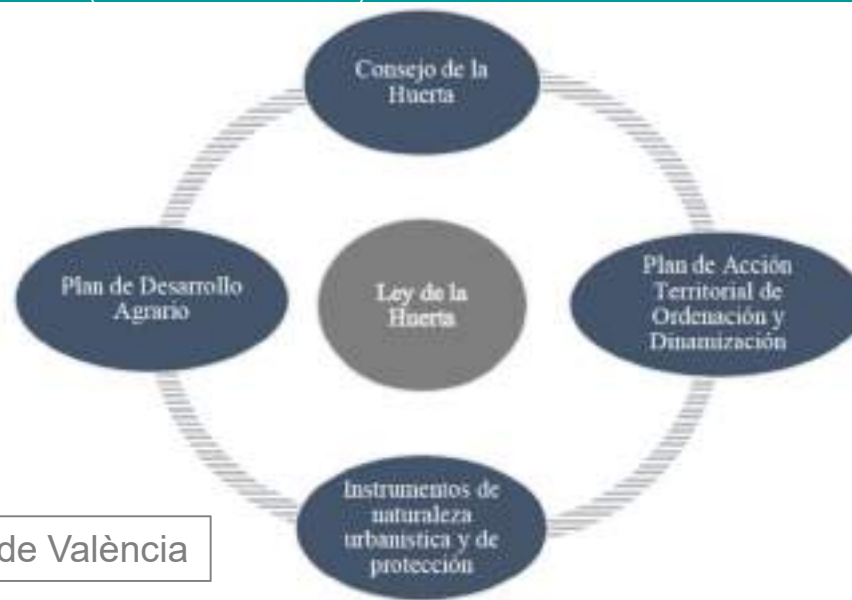 Consejo de la
Huerta
Plan de Desarrollo
Agrario
Ley de la
Huerta
Plan de Acción
Territorial de
Ordenación y
Dinamización
Instrumentos de
naturaleza
urbanística y de
protección
de València